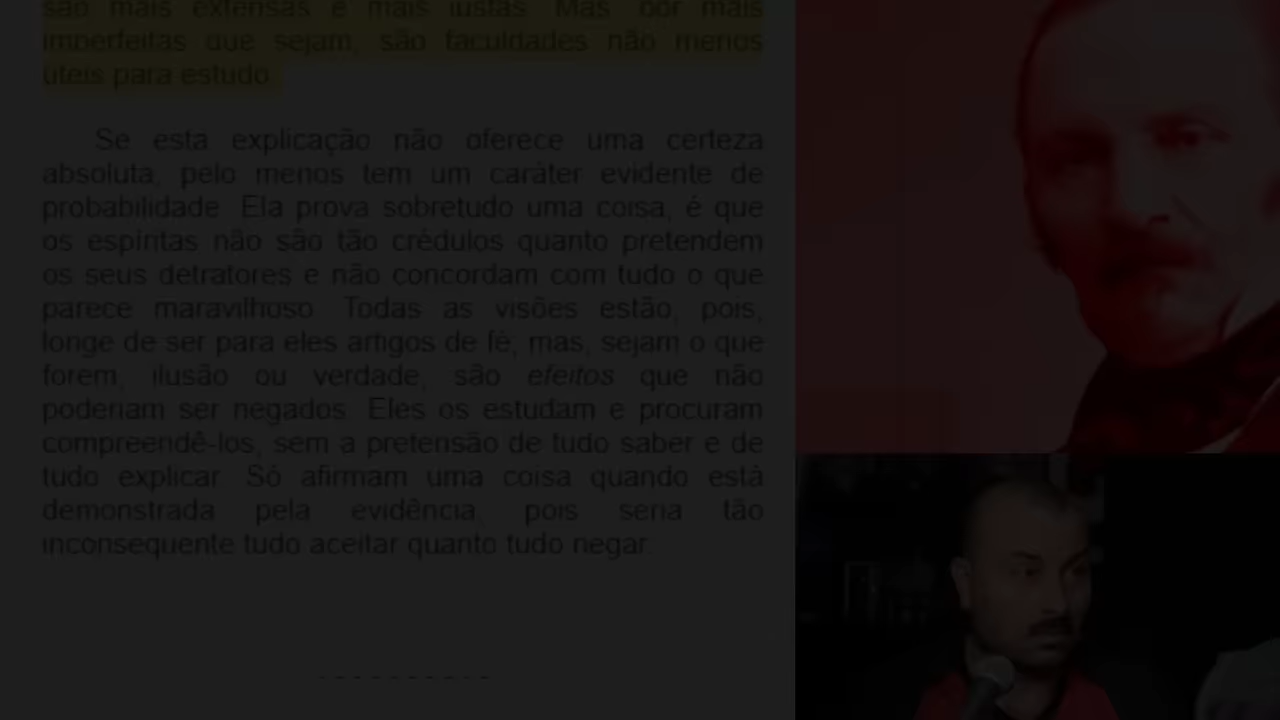 são mais extensas e mais justas. Mas, por mais
imperfeitas que sejam, são faculdades não menos
úteis para estudo.
Se esta explicação não oferece uma certeza
absoluta, pelo menos tem um caráter evidente de
probabilidade. Ela prova sobretudo uma coisa, é que
os espíritas não são tão crédulos quanto pretendem
os seus detratores e não concordam com tudo o que
parece maravilhoso. Todas as visões estão, pois,
longe de ser para eles artigos de fé, mas, sejam o que
forem, ilusão ou verdade, são efeitos que não
poderiam ser negados. Eles os estudam e procuram
compreendê-los, sem a pretensão de tudo saber e de
tudo explicar. Só afirmam uma coisa quando está
demonstrada pela evidência, pois seria tão
inconsequente tudo aceitar quanto tudo negar.